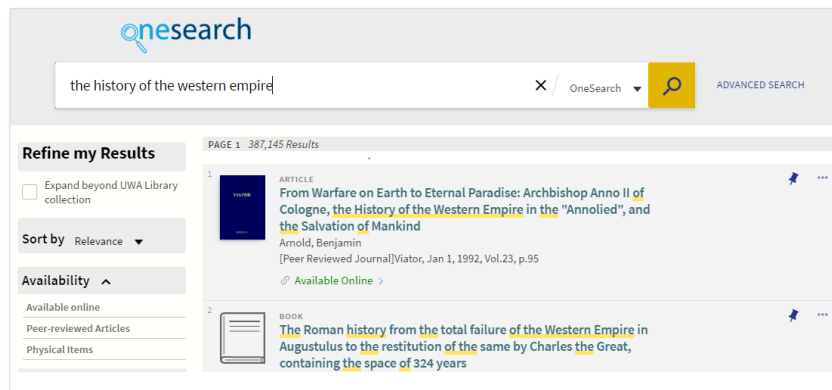 onesearch
the history of the western empire
OneSearch
ADVANCED SEARCH
Refine my Results
Expand beyond UWA Library
collection
Sort by Relevance
Availability
Available online
Peer-reviewed Articles
Physical Items
PAGE 1 387,145 Results
1
VIATOR
ARTICLE
From Warfare on Earth to Eternal Paradise: Archbishop Anno II of
Cologne, the History of the Western Empire in the "Annolied", and
the Salvation of Mankind
Arnold, Benjamin
[Peer Reviewed Journal]Viator, Jan 1, 1992, Vol.23, p.95
Available Online
2
BOOK
The Roman history from the total failure of the Western Empire in
Augustulus to the restitution of the same by Charles the Great,
containing the space of 324 years